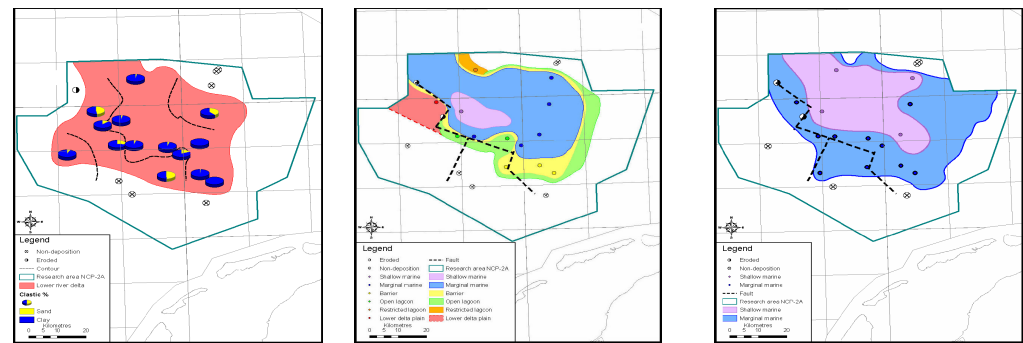 Legend
Non-deposition
Eroded
Contour
Research area NCP-2A
Lower river delta
Clastic %
Sand
Clay
Kilometres
0 5 10 20
Legend
Eroded
Non-deposition
Shallow marine
Marginal marine
Barrier
Open lagoon
Restricted lagoon
Lower delta plain
Fault
Research area NCP-2A
Shallow marine
Marginal marine
Barrier
Open lagoon
Restricted lagoon
Lower delta plain
Kilometres
0 5 10 20
Legend
Eroded
Non-deposition
Shallow marine
Marginal marine
Fault
Research area NCP-2A
Shallow marine
Marginal marine
Kilometres
0 5 10 20